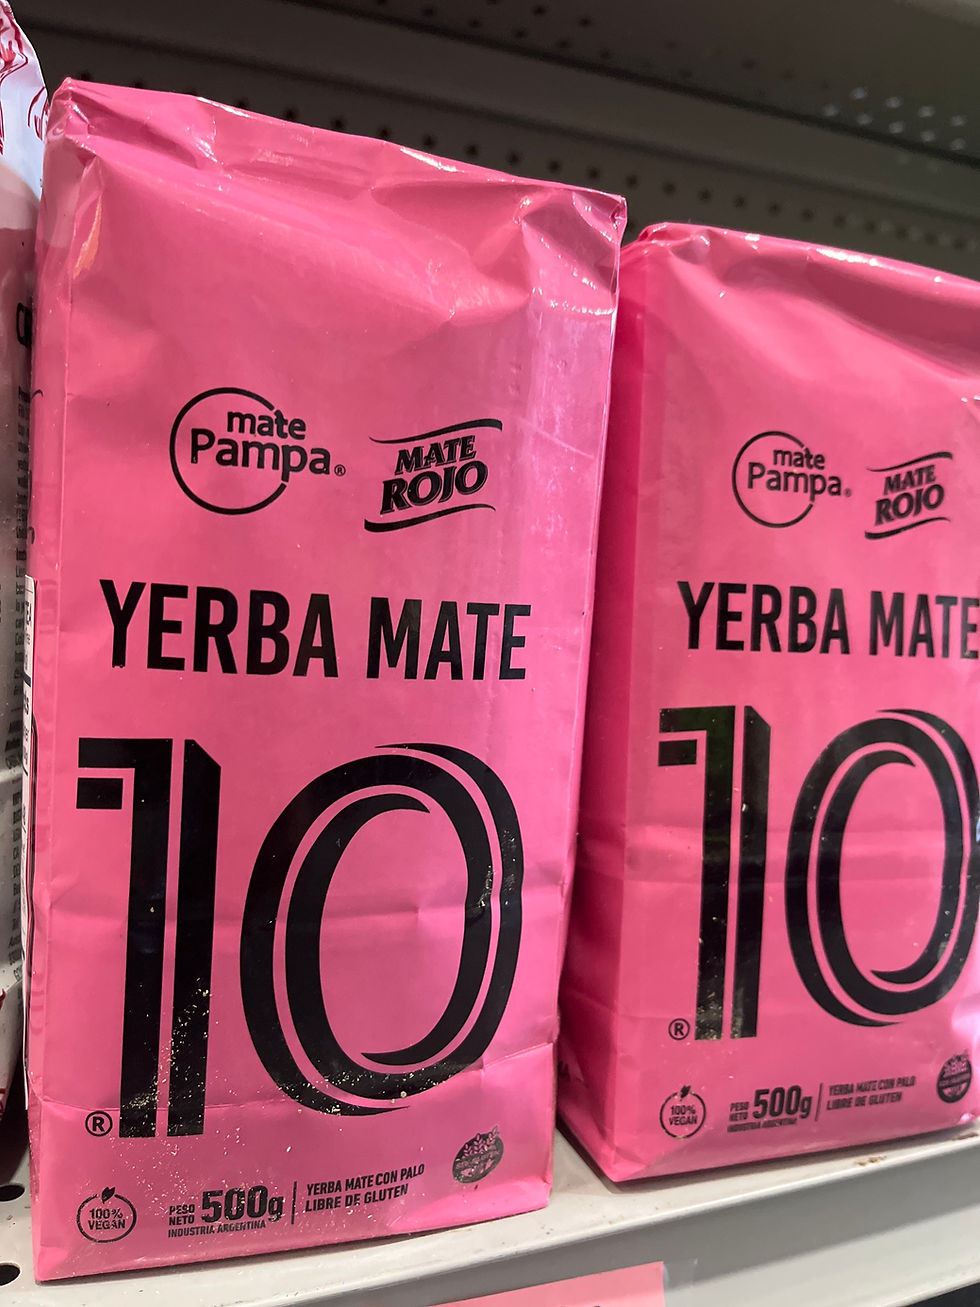 mate
Pampa®
MATE
ROJO
YERBA MATE
10
®
100%
VEGAN
PESO
NETO 500g
INDUSTRIA ARGENTINA
YERBA MATE CON PALO
LIBRE DE GLUTEN
mate
Pampa®
MATE
ROJO
YERBA MATE
10
®
100%
VEGAN
PESO
NETO 500g
INDUSTRIA ARGENTINA
YERBA MATE CON PALO
LIBRE DE GLUTEN